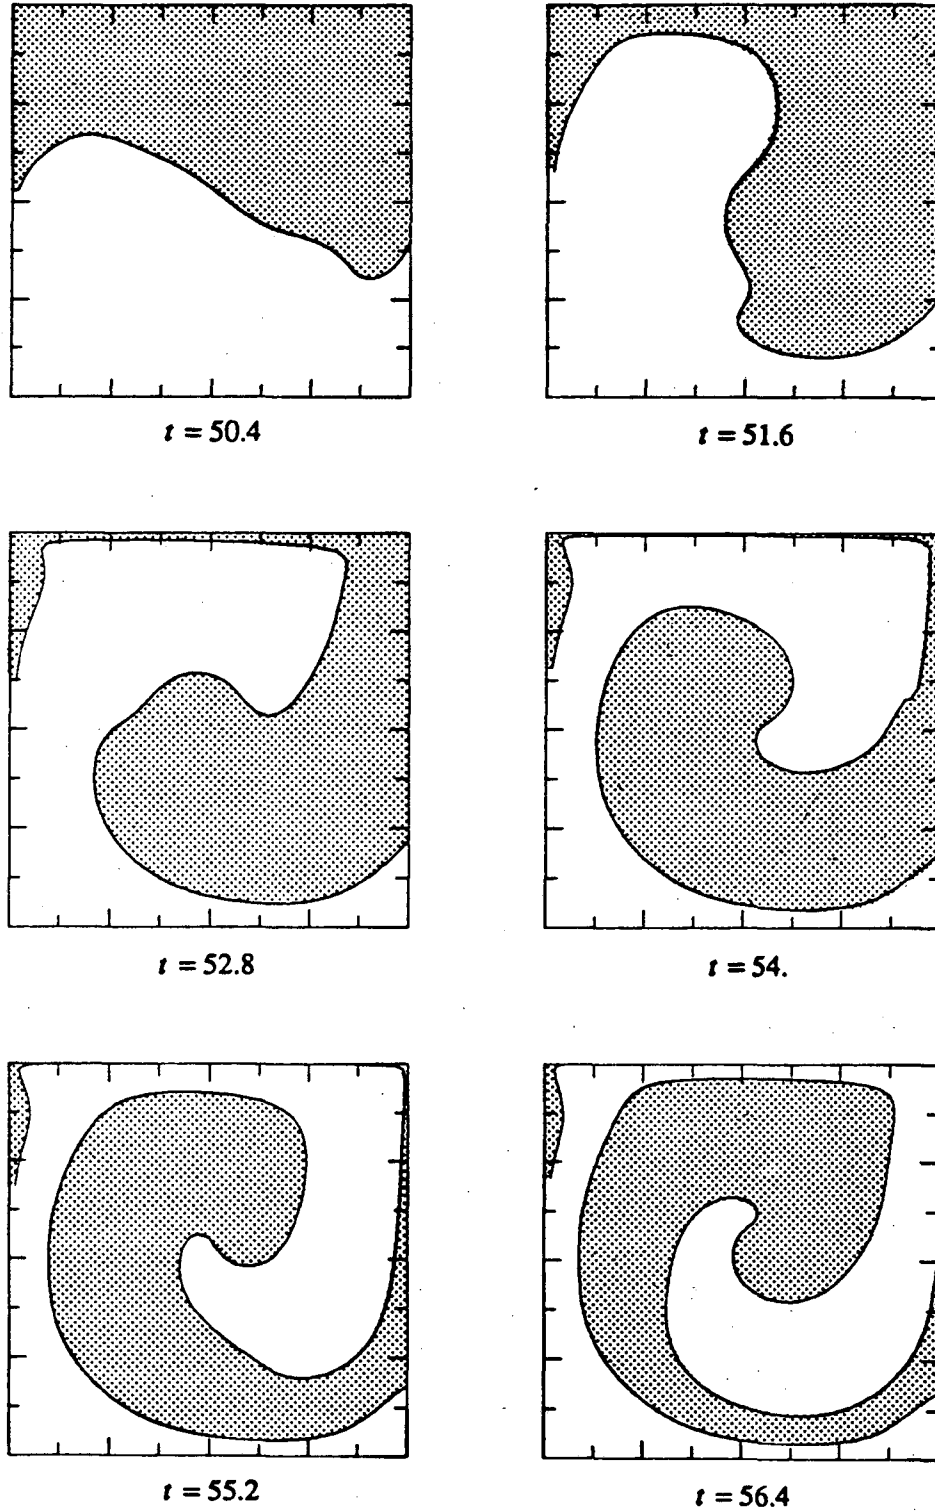 t = 50.4
t = 51.6
t = 52.8
t = 54.
t = 55.2
t = 56.4